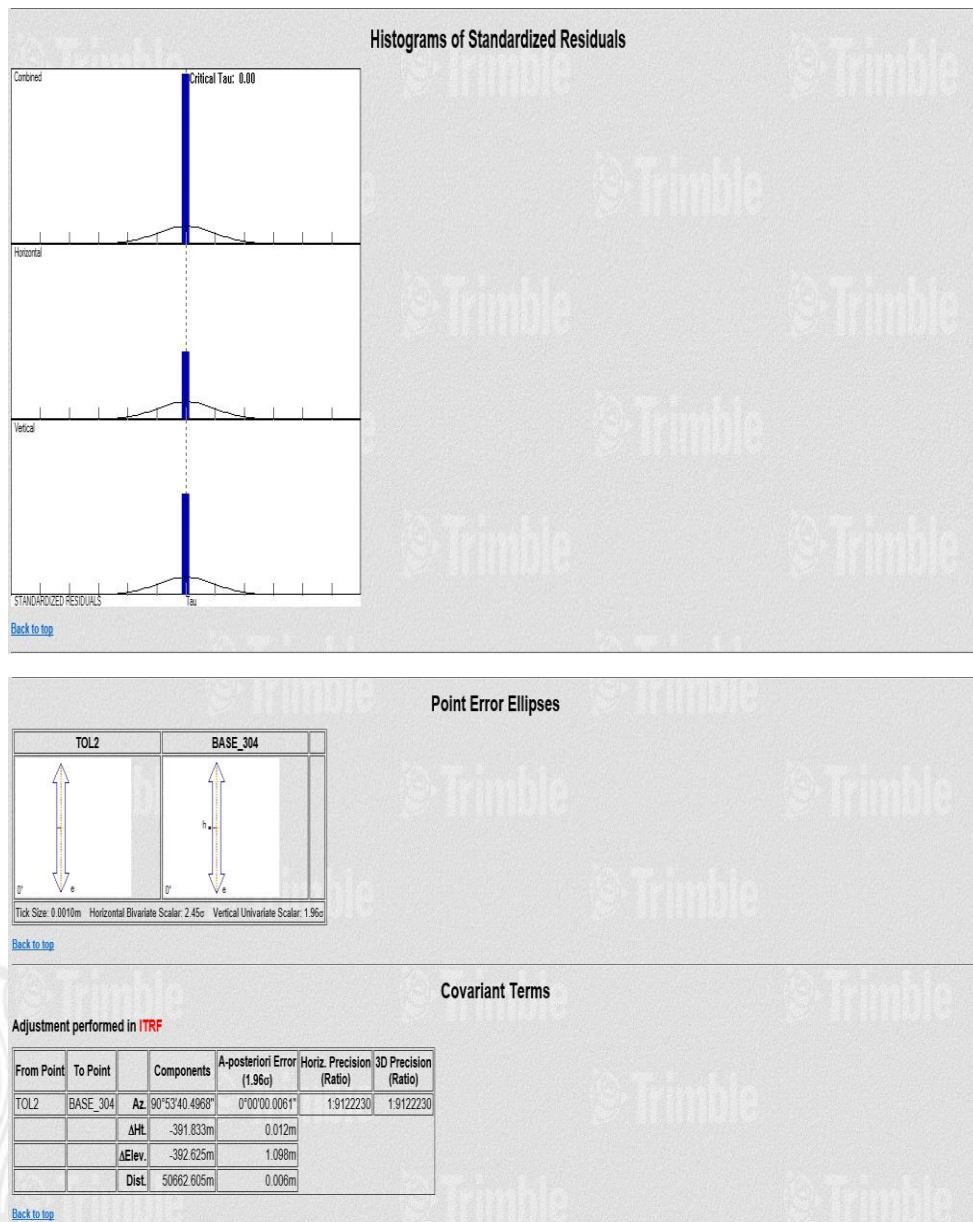 Histograms of Standardized Residuals
Combined
Critical Tau: 0.00
Horizontal
Vertical
STANDARDIZED RESIDUALS
Tau
Back to top
Point Error Ellipses
TOL2 BASE_304
h
0° e 0° e
Tick Size: 0.0010m Horizontal Bivariate Scalar: 2.45σ Vertical Univariate Scalar: 1.96σ
Back to top
Covariant Terms
Adjustment performed in ITRF
From Point To Point Components A-posteriori Error (1.96σ) Horiz. Precision (Ratio) 3D Precision (Ratio)
TOL2 BASE_304 Az. 90°53'40.4968" 0°00'00.0061" 1:9122230 1:9122230
ΔHt. -391.833m 0.012m
ΔElev. -392.625m 1.098m
Dist. 50662.605m 0.006m
Back to top
Trimble